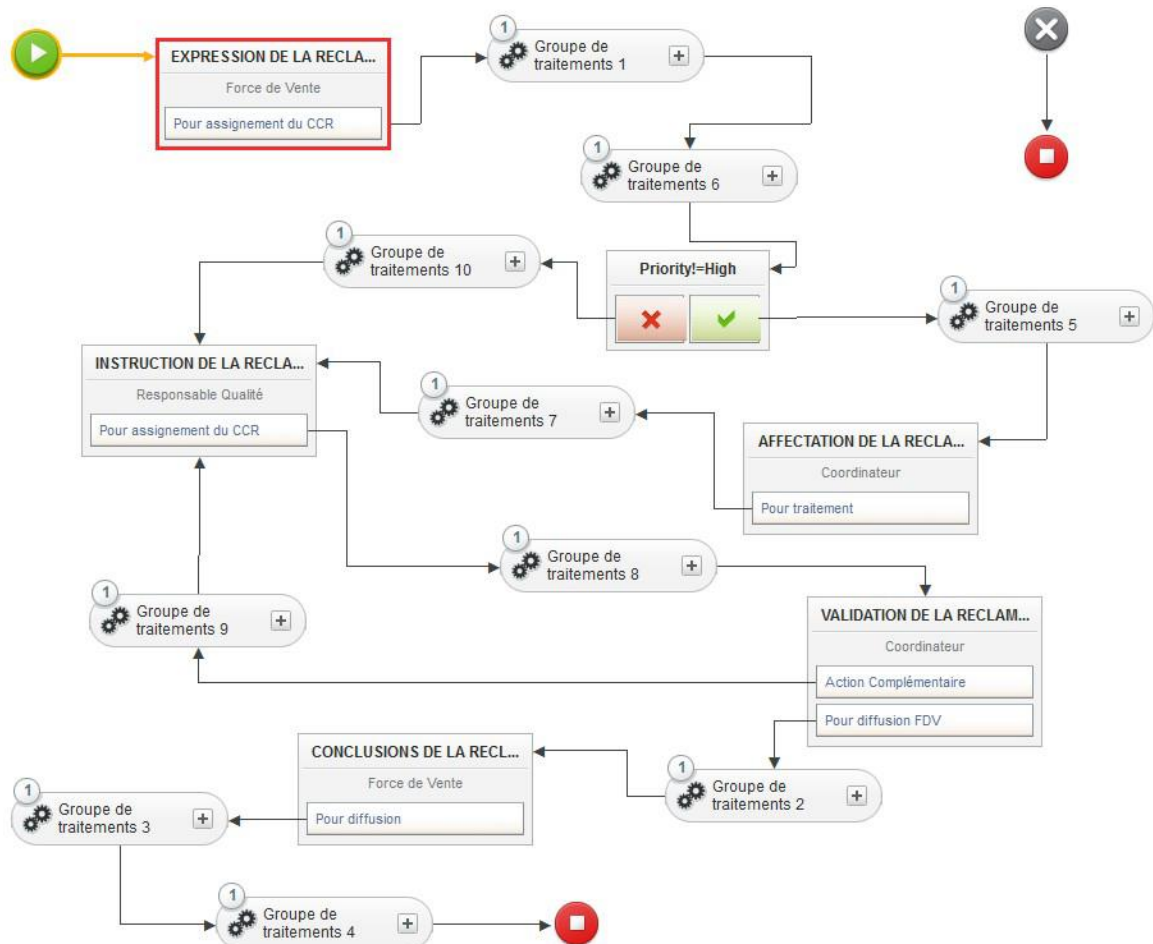 EXPRESSION DE LA RECLA...
Force de Vente
Pour assignement du CCR
1
Groupe de
traitements 1
1
Groupe de
traitements 6
1
Groupe de
traitements 10
Priority!=High
1
Groupe de
traitements 5
INSTRUCTION DE LA RECLA...
Responsable Qualité
Pour assignement du CCR
1
Groupe de
traitements 7
AFFECTATION DE LA RECLA...
Coordinateur
Pour traitement
1
Groupe de
traitements 8
1
Groupe de
traitements 9
VALIDATION DE LA RECLAM...
Coordinateur
Action Complémentaire
Pour diffusion FDV
CONCLUSIONS DE LA RECL...
Force de Vente
Pour diffusion
1
Groupe de
traitements 2
1
Groupe de
traitements 3
1
Groupe de
traitements 4